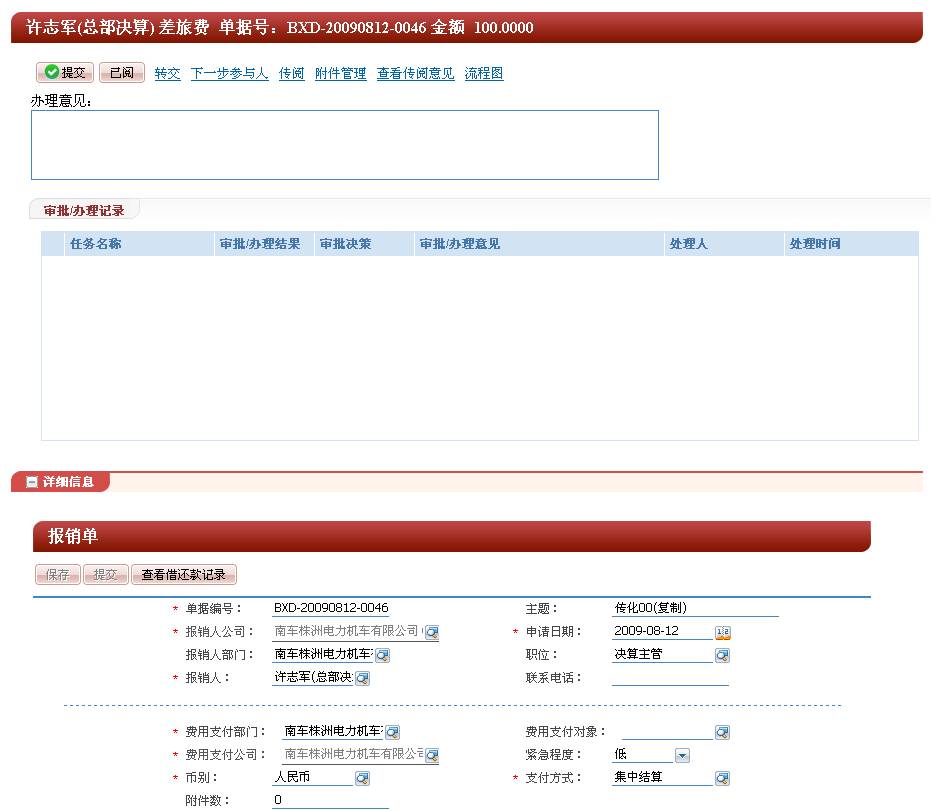 许志军(总部决算) 差旅费 单据号：BXD-20090812-0046 金额 100.0000
提交 已阅 转交 下一步参与人 传阅 附件管理 查看传阅意见 流程图
办理意见：
审批/办理记录
任务名称 审批/办理结果 审批决策 审批/办理意见 处理人 处理时间
详细信息
报销单
保存 提交 查看借还款记录
* 单据编号： BXD-20090812-0046 主题： 传化00(复制)
* 报销人公司： 南车株洲电力机车有限公司 * 申请日期： 2009-08-12
报销人部门： 南车株洲电力机车 职位： 决算主管
* 报销人： 许志军(总部决 联系电话：
* 费用支付部门： 南车株洲电力机车 费用支付对象：
* 费用支付公司： 南车株洲电力机车有限公 紧急程度： 低
* 币别： 人民币 * 支付方式： 集中结算
附件数： 0